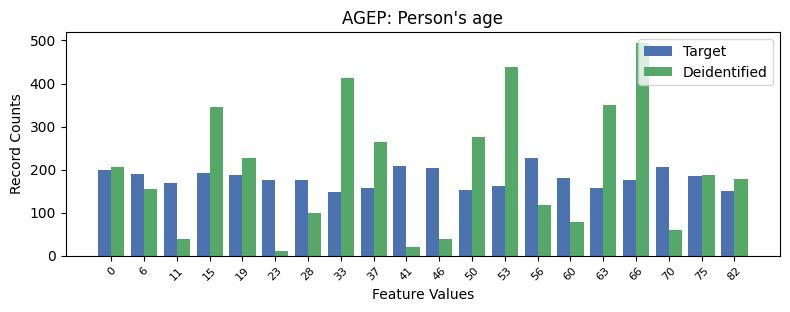 AGEP: Person's age
Target
Deidentified
Record Counts
500
400
300
200
100
0
0 6 11 15 19 23 28 33 37 41 46 50 53 56 60 63 66 70 75 82
Feature Values